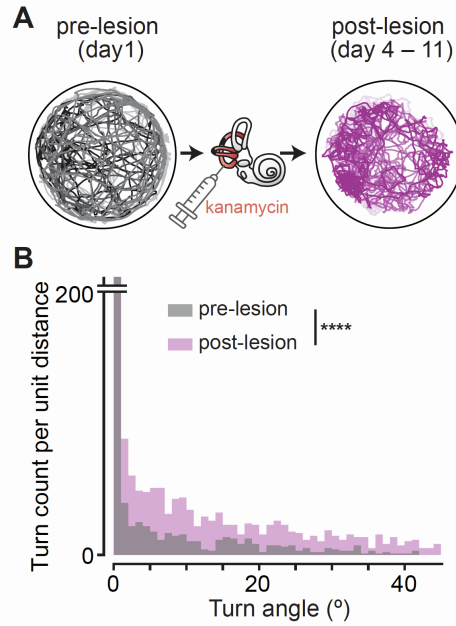 A
pre-lesion
(day1)
post-lesion
(day 4 – 11)
kanamycin
B
Turn count per unit distance
200
0
pre-lesion
post-lesion
****
0
20
40
Turn angle (º)